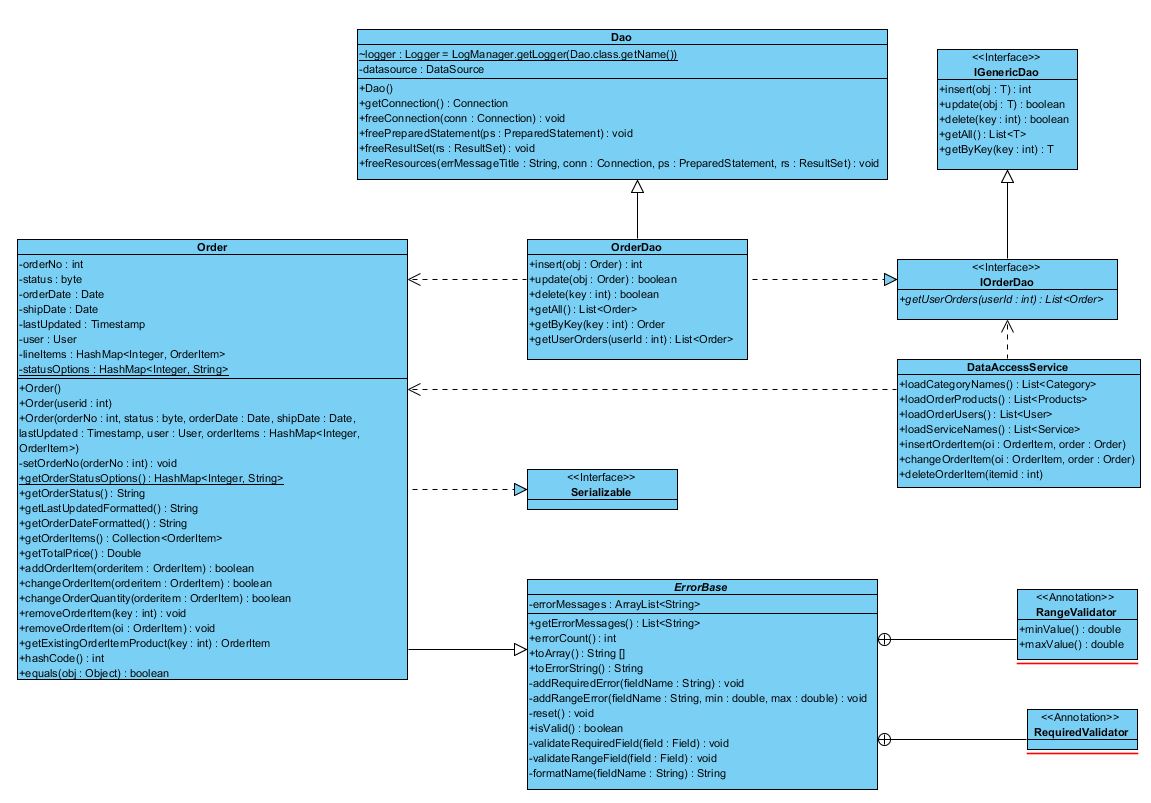 Dao
~logger : Logger = LogManager.getLogger(Dao.class.getName())
-datasource : DataSource
+Dao()
+getConnection() : Connection
+freeConnection(conn : Connection) : void
+freePreparedStatement(ps : PreparedStatement) : void
+freeResultSet(rs : ResultSet) : void
+freeResources(errMessageTitle : String, conn : Connection, ps : PreparedStatement, rs : ResultSet) : void
<<Interface>>
IGenericDao
+insert(obj : T) : int
+update(obj : T) : boolean
+delete(key : int) : boolean
+getAll() : List<T>
+getByKey(key : int) : T
Order
-orderNo : int
-status : byte
-orderDate : Date
-shipDate : Date
-lastUpdated : Timestamp
-user : User
-lineItems : HashMap<Integer, OrderItem>
-statusOptions : HashMap<Integer, String>
+Order()
+Order(userid : int)
+Order(orderNo : int, status : byte, orderDate : Date, shipDate : Date,
lastUpdated : Timestamp, user : User, orderItems : HashMap<Integer,
OrderItem>)
-setOrderNo(orderNo : int) : void
+getOrderStatusOptions() : HashMap<Integer, String>
+getOrderStatus() : String
+getLastUpdatedFormatted() : String
+getOrderDateFormatted() : String
+getOrderItems() : Collection<OrderItem>
+getTotalPrice() : Double
+addOrderItem(orderitem : OrderItem) : boolean
+changeOrderItem(orderitem : OrderItem) : boolean
+changeOrderQuantity(orderitem : OrderItem) : boolean
+removeOrderItem(key : int) : void
+removeOrderItem(oi : OrderItem) : void
+getExistingOrderItemProduct(key : int) : OrderItem
+hashCode() : int
+equals(obj : Object) : boolean
OrderDao
+insert(obj : Order) : int
+update(obj : Order) : boolean
+delete(key : int) : boolean
+getAll() : List<Order>
+getByKey(key : int) : Order
+getUserOrders(userId : int) : List<Order>
<<Interface>>
IOrderDao
+getUserOrders(userId : int) : List<Order>
DataAccessService
+loadCategoryNames() : List<Category>
+loadOrderProducts() : List<Products>
+loadOrderUsers() : List<User>
+loadServiceNames() : List<Service>
+insertOrderItem(oi : OrderItem, order : Order)
+changeOrderItem(oi : OrderItem, order : Order)
+deleteOrderItem(itemid : int)
<<Interface>>
Serializable
ErrorBase
-errorMessages : ArrayList<String>
+getErrorMessages() : List<String>
+errorCount() : int
+toArray() : String []
+toErrorString() : String
-addRequiredError(fieldName : String) : void
-addRangeError(fieldName : String, min : double, max : double) : void
-reset() : void
+isValid() : boolean
-validateRequiredField(field : Field) : void
-validateRangeField(field : Field) : void
-formatName(fieldName : String) : String
<<Annotation>>
RangeValidator
+minValue() : double
+maxValue() : double
<<Annotation>>
RequiredValidator